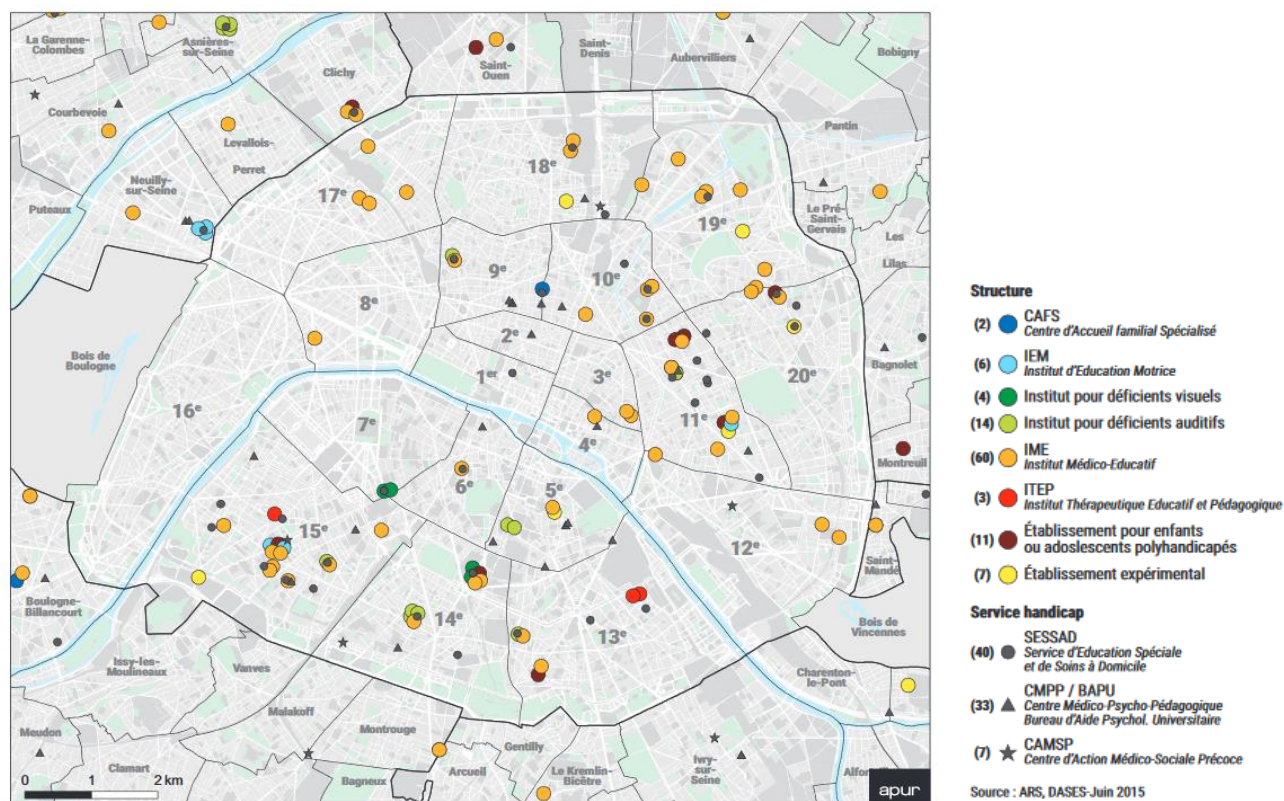 La Garenne-
Colombes
Asnières-
sur-Seine
Clichy
Saint-
Ouen
Saint-
Denis
Aubervilliers
Bobigny
Courbevoie
Levallois-
Perret
Pantin
Neuilly-
sur-Seine
Puteaux
17e
18e
19e
Le Pré-
Saint-
Gervais
Les
Lilas
9e
10e
8e
2e
Bois de
Boulogne
1er
3e
20e
Bagnolet
16e
7e
4e
11e
Montreuil
6e
5e
15e
12e
Saint-
Mandé
Boulogne-
Billancourt
14e
13e
Bois de
Vincennes
Issy-les-
Moulineaux
Vanves
Charenton-
le-Pont
Malakoff
Meudon
Montrouge
Gentilly
Clamart
Bagneux
Arcueil
Le Kremlin-
Bicêtre
Ivry-
sur-
Seine
Alfor
0 1 2 km
apur
Structure
(2) CAFS
Centre d'Accueil familial Spécialisé
(6) IEM
Institut d'Education Motrice
(4) Institut pour déficients visuels
(14) Institut pour déficients auditifs
(60) IME
Institut Médico-Educatif
(3) ITEP
Institut Thérapeutique Educatif et Pédagogique
(11) Établissement pour enfants
ou adoslescents polyhandicapés
(7) Établissement expérimental
Service handicap
(40) SESSAD
Service d'Education Spéciale
et de Soins à Domicile
(33) CMPP / BAPU
Centre Médico-Psycho-Pédagogique
Bureau d'Aide Psychol. Universitaire
(7) CAMSP
Centre d'Action Médico-Sociale Précoce
Source : ARS, DASES-Juin 2015